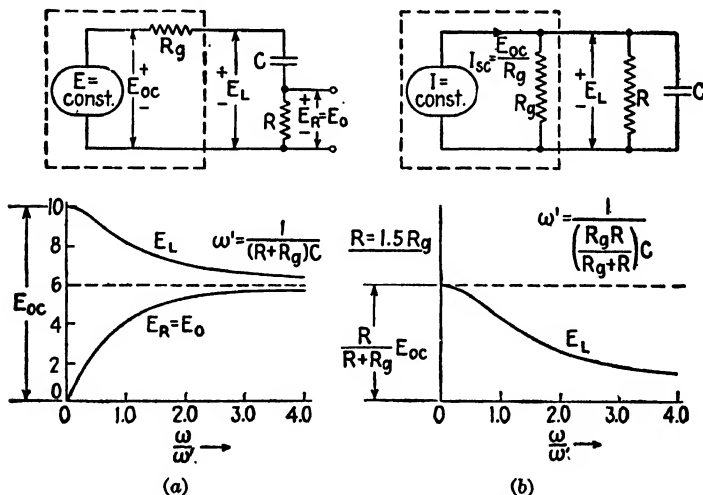 E=
const.
+
E_OC
−
R_g
+
E_L
−
C
R
+
E_R=E_O
−
I=
const.
I_SC=E_OC/R_g
R_g
+
E_L
−
R
C
10
8
6
4
2
0
E_OC
E_L
ω'=1/((R+R_g)C)
E_R=E_O
0 1.0 2.0 3.0 4.0
ω/ω'
(a)
R=1.5R_g
ω'=1/((R_gR/(R_g+R))C)
R/(R+R_g) E_OC
E_L
0 1.0 2.0 3.0 4.0
ω/ω'
(b)